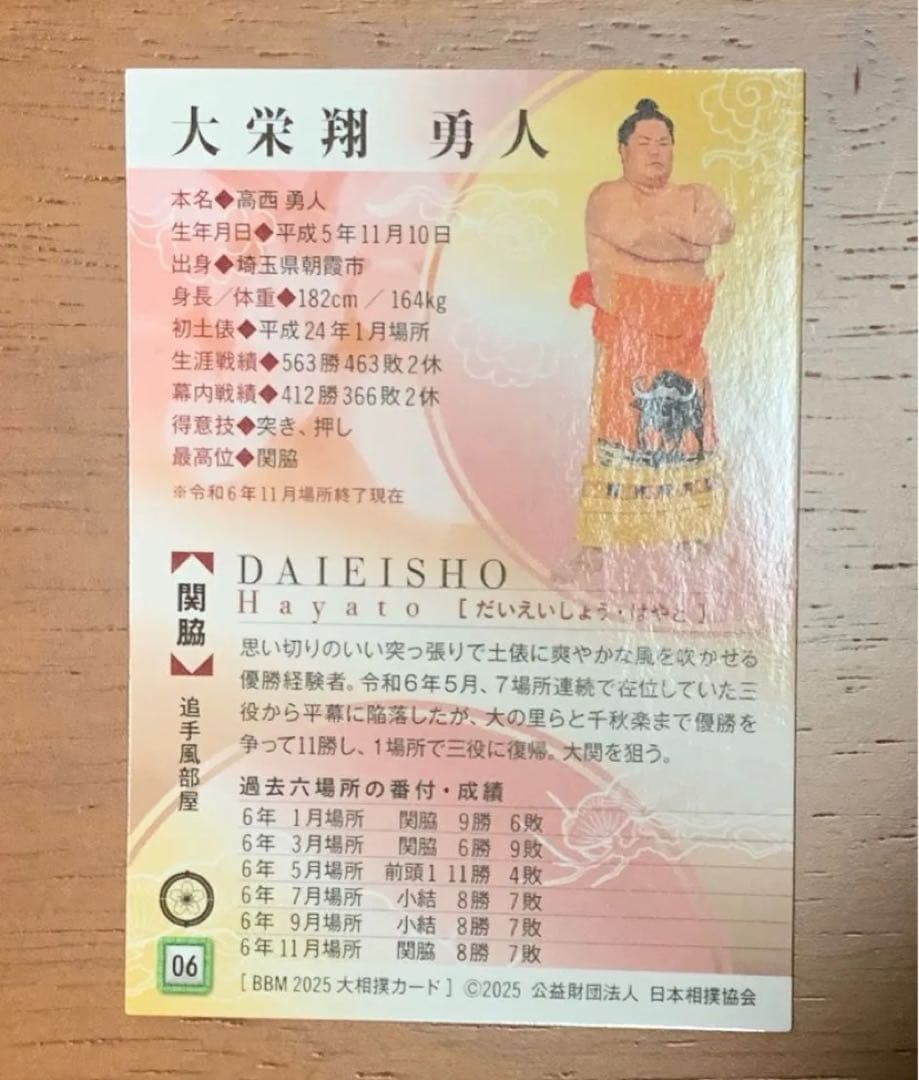 大栄翔 勇人
本名◆高西 勇人
生年月日◆平成5年11月10日
出身◆埼玉県朝霞市
身長/体重◆182cm / 164kg
初土俵◆平成24年1月場所
生涯戦績◆563勝463敗2休
幕内戦績◆412勝366敗2休
得意技◆突き、押し
最高位◆関脇
※令和6年11月場所終了現在
関脇
追手風部屋
DAIEISHO
Hayato [だいえいしょう・はやと]
思い切りのいい突っ張りで土俵に爽やかな風を吹かせる
優勝経験者。令和6年5月、7場所連続で在位していた三
役から平幕に陥落したが、大の里らと千秋楽まで優勝を
争って11勝し、1場所で三役に復帰。大関を狙う。
過去六場所の番付・成績
6年 1月場所 関脇 9勝 6敗
6年 3月場所 関脇 6勝 9敗
6年 5月場所 前頭1 11勝 4敗
6年 7月場所 小結 8勝 7敗
6年 9月場所 小結 8勝 7敗
6年11月場所 関脇 8勝 7敗
06
[BBM 2025 大相撲カード] ©2025 公益財団法人 日本相撲協会